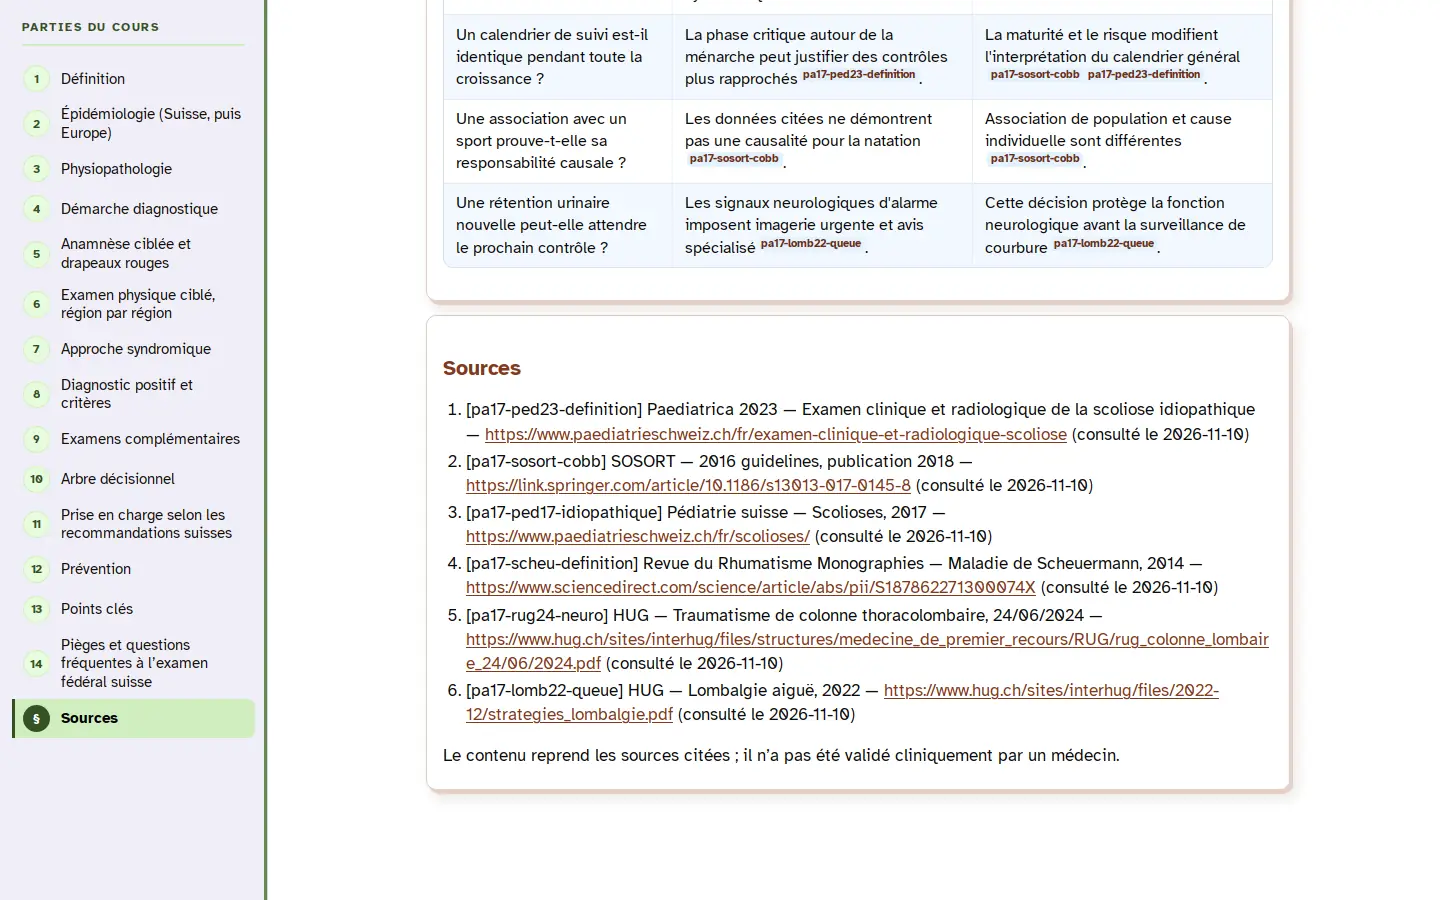 PARTIES DU COURS
1 Définition
2 Épidémiologie (Suisse, puis
Europe)
3 Physiopathologie
4 Démarche diagnostique
5 Anamnèse ciblée et
drapeaux rouges
6 Examen physique ciblé,
région par région
7 Approche syndromique
8 Diagnostic positif et
critères
9 Examens complémentaires
10 Arbre décisionnel
11 Prise en charge selon les
recommandations suisses
12 Prévention
13 Points clés
14 Pièges et questions
fréquentes à l’examen
fédéral suisse
§ Sources
Un calendrier de suivi est-il
identique pendant toute la
croissance ?
La phase critique autour de la
ménarche peut justifier des contrôles
plus rapprochés pa17-ped23-definition .
La maturité et le risque modifient
l'interprétation du calendrier général
pa17-sosort-cobb pa17-ped23-definition .
Une association avec un
sport prouve-t-elle sa
responsabilité causale ?
Les données citées ne démontrent
pas une causalité pour la natation
pa17-sosort-cobb .
Association de population et cause
individuelle sont différentes
pa17-sosort-cobb .
Une rétention urinaire
nouvelle peut-elle attendre
le prochain contrôle ?
Les signaux neurologiques d'alarme
imposent imagerie urgente et avis
spécialisé pa17-lomb22-queue .
Cette décision protège la fonction
neurologique avant la surveillance de
courbure pa17-lomb22-queue .
Sources
1. [pa17-ped23-definition] Paediatrica 2023 — Examen clinique et radiologique de la scoliose idiopathique
— https://www.paediatrieschweiz.ch/fr/examen-clinique-et-radiologique-scoliose (consulté le 2026-11-10)
2. [pa17-sosort-cobb] SOSORT — 2016 guidelines, publication 2018 —
https://link.springer.com/article/10.1186/s13013-017-0145-8 (consulté le 2026-11-10)
3. [pa17-ped17-idiopathique] Pédiatrie suisse — Scolioses, 2017 —
https://www.paediatrieschweiz.ch/fr/scolioses/ (consulté le 2026-11-10)
4. [pa17-scheu-definition] Revue du Rhumatisme Monographies — Maladie de Scheuermann, 2014 —
https://www.sciencedirect.com/science/article/abs/pii/S187862271300074X (consulté le 2026-11-10)
5. [pa17-rug24-neuro] HUG — Traumatisme de colonne thoracolombaire, 24/06/2024 —
https://www.hug.ch/sites/interhug/files/structures/medecine_de_premier_recours/RUG/rug_colonne_lombair
e_24/06/2024.pdf (consulté le 2026-11-10)
6. [pa17-lomb22-queue] HUG — Lombalgie aiguë, 2022 — https://www.hug.ch/sites/interhug/files/2022-
12/strategies_lombalgie.pdf (consulté le 2026-11-10)
Le contenu reprend les sources citées ; il n’a pas été validé cliniquement par un médecin.